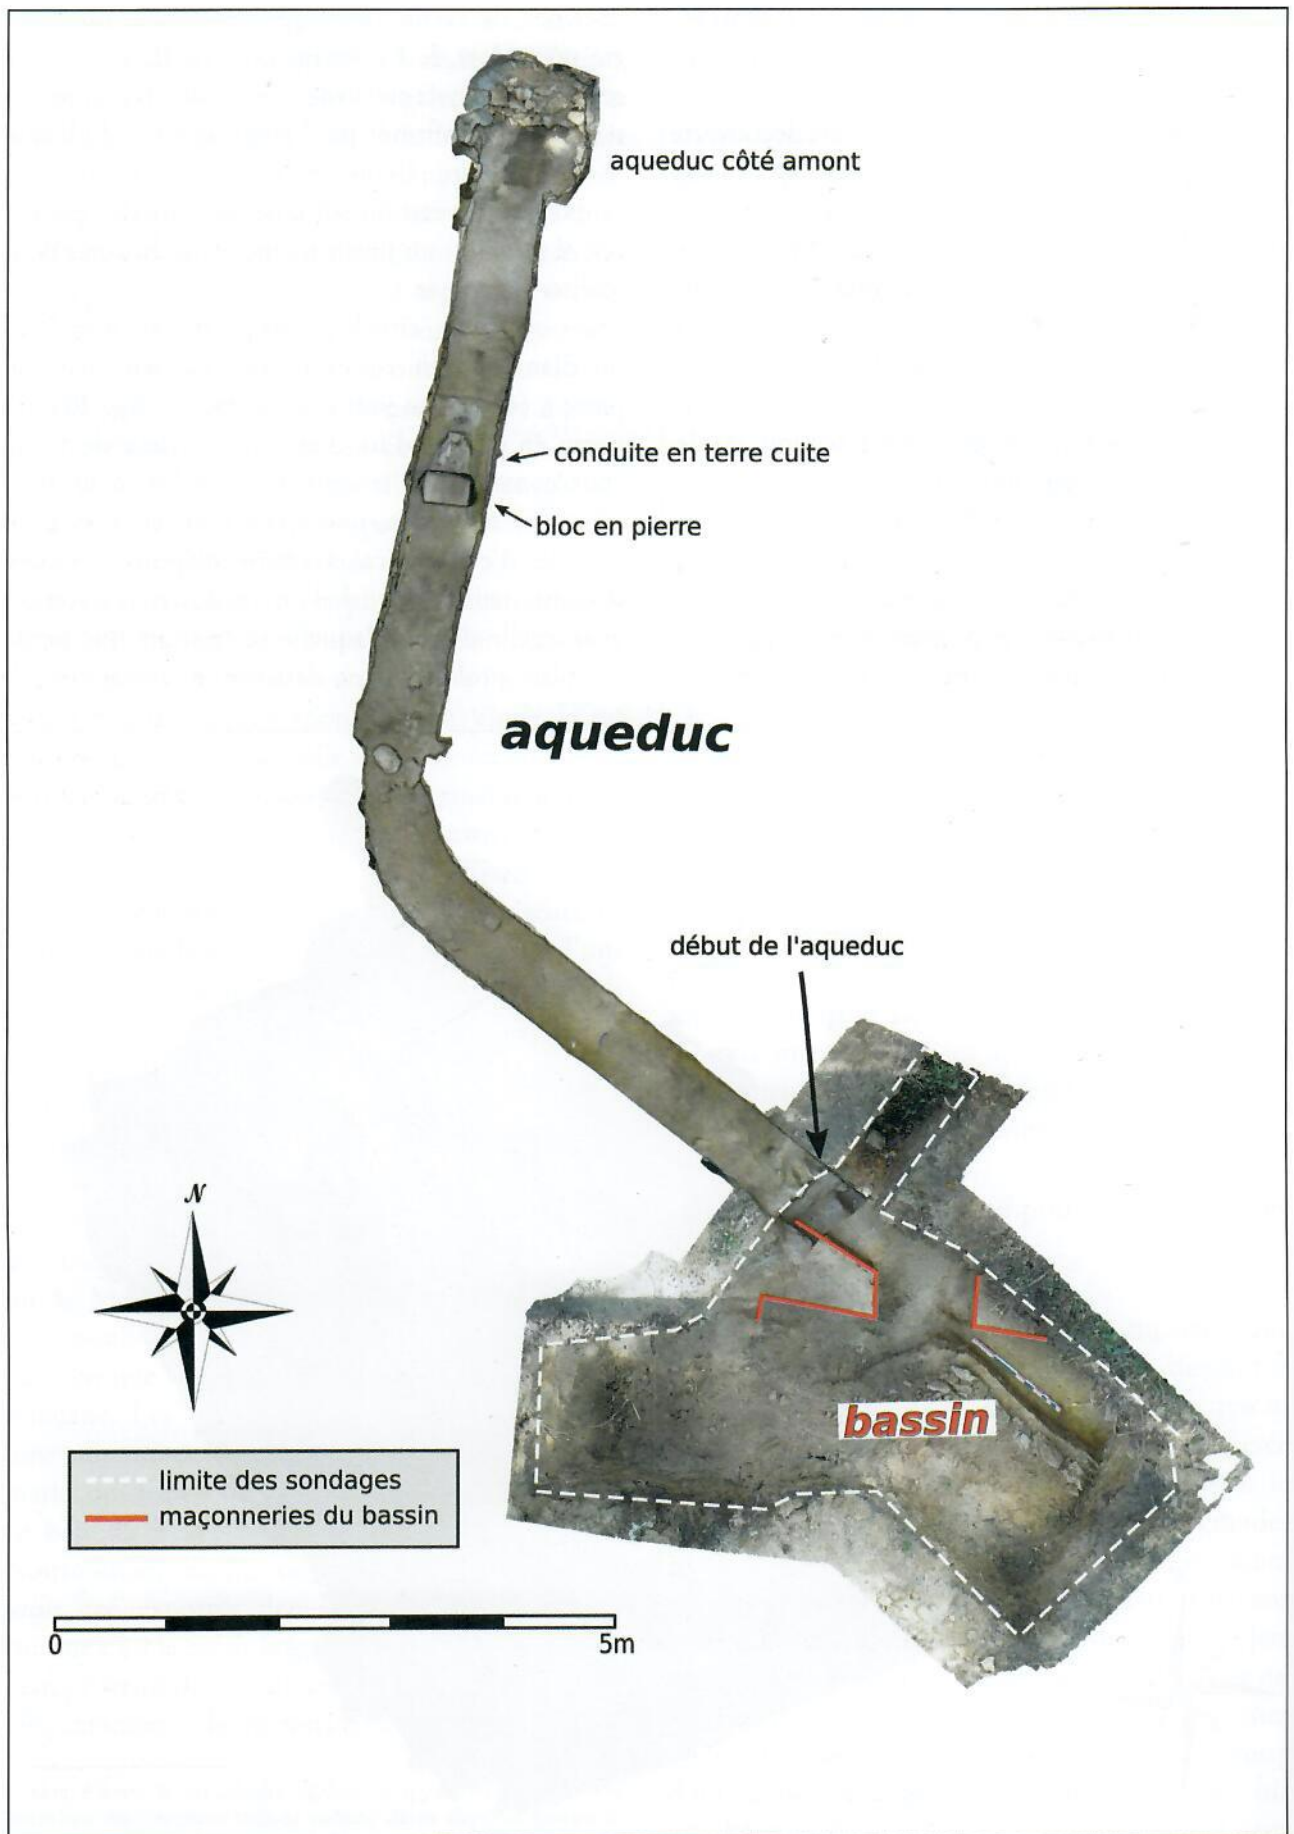 aqueduc côté amont
conduite en terre cuite
bloc en pierre
aqueduc
début de l'aqueduc
N
bassin
limite des sondages
maçonneries du bassin
0 5m